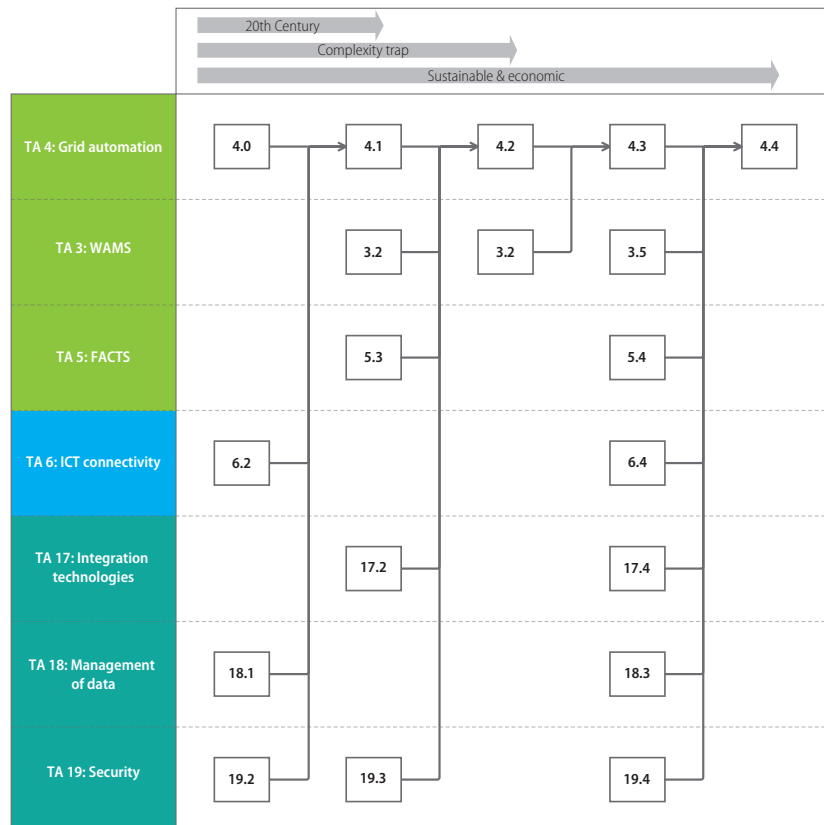 20th Century
Complexity trap
Sustainable & economic
TA 4: Grid automation
4.0
4.1
4.2
4.3
4.4
TA 3: WAMS
3.2
3.2
3.5
TA 5: FACTS
5.3
5.4
TA 6: ICT connectivity
6.2
6.4
TA 17: Integration
technologies
17.2
17.4
TA 18: Management
of data
18.1
18.3
TA 19: Security
19.2
19.3
19.4